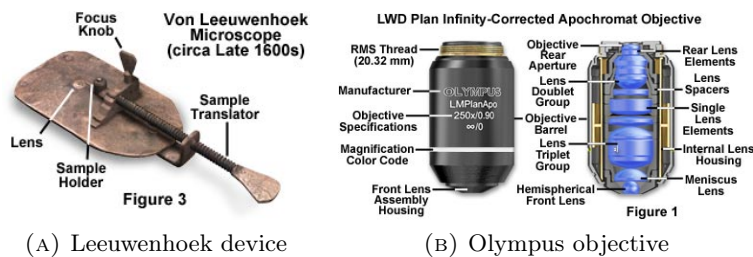 Focus
Knob
Von Leeuwenhoek
Microscope
(circa Late 1600s)
Sample
Translator
Lens
Sample
Holder
Figure 3
LWD Plan Infinity-Corrected Apochromat Objective
RMS Thread
(20.32 mm)
Manufacturer
Objective
Specifications
Magnification
Color Code
Front Lens
Assembly
Housing
OLYMPUS
LMPlanApo
250x/0.90
∞/0
Objective
Rear
Aperture
Lens
Doublet
Group
Objective
Barrel
Lens
Triplet
Group
Hemispherical
Front Lens
Rear Lens
Elements
Lens
Spacers
Single
Lens
Elements
Internal Lens
Housing
Meniscus
Lens
Figure 1
(A) Leeuwenhoek device
(B) Olympus objective